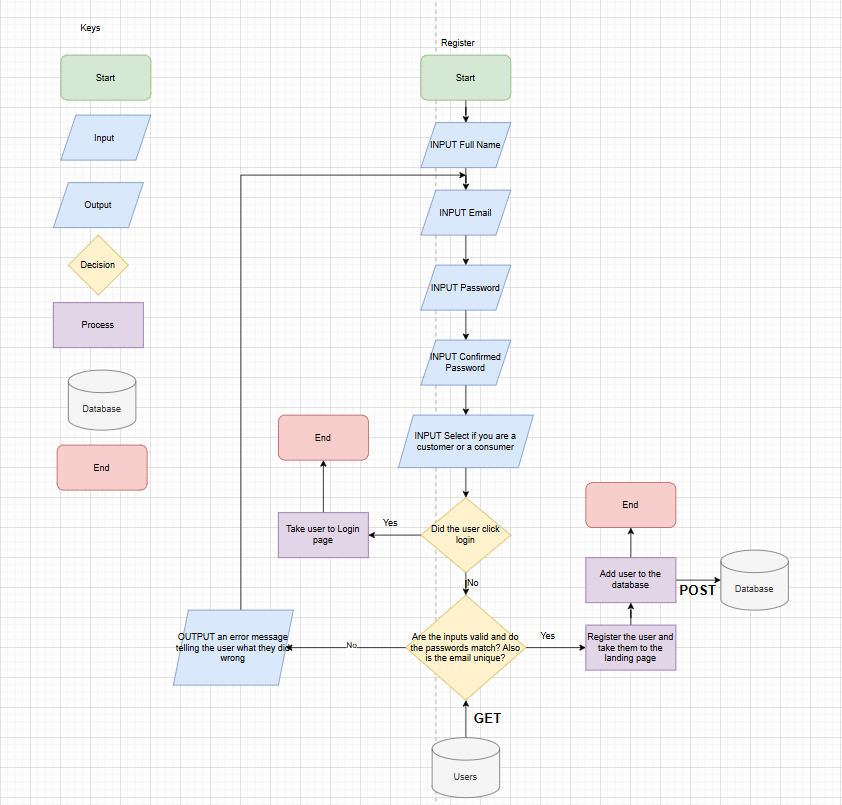 Keys
Start
Input
Output
Decision
Process
Database
End
Register
Start
INPUT Full Name
INPUT Email
INPUT Password
INPUT Confirmed
Password
INPUT Select if you are a
customer or a consumer
End
Take user to Login
page
Yes
Did the user click
login
No
End
Add user to the
database
POST
Database
OUTPUT an error message
telling the user what they did
wrong
No
Are the inputs valid and do
the passwords match? Also
is the email unique?
Yes
Register the user and
take them to the
landing page
GET
Users